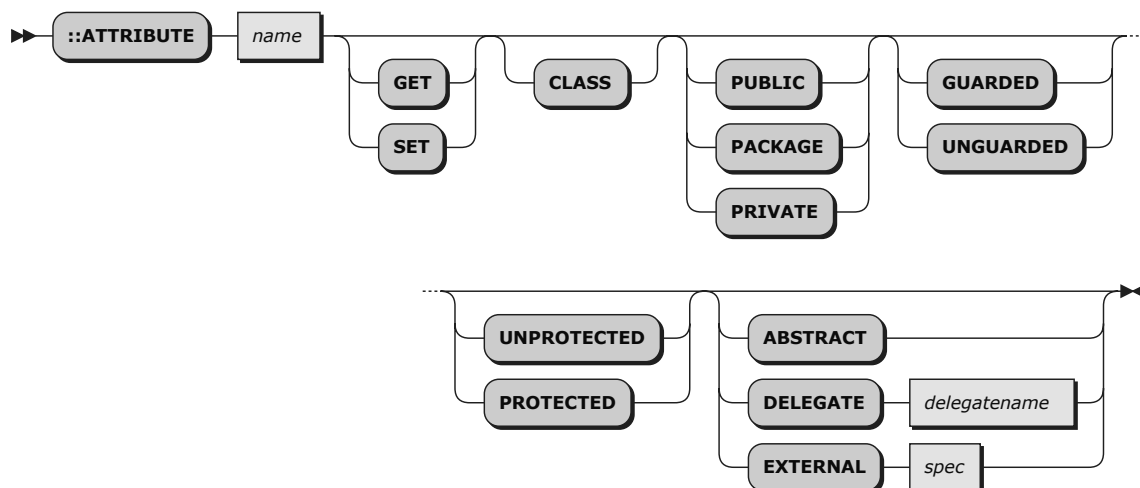 ::ATTRIBUTE name
GET CLASS PUBLIC GUARDED
SET PACKAGE UNGUARDED
PRIVATE
UNPROTECTED ABSTRACT
PROTECTED DELEGATE delegatename
EXTERNAL spec